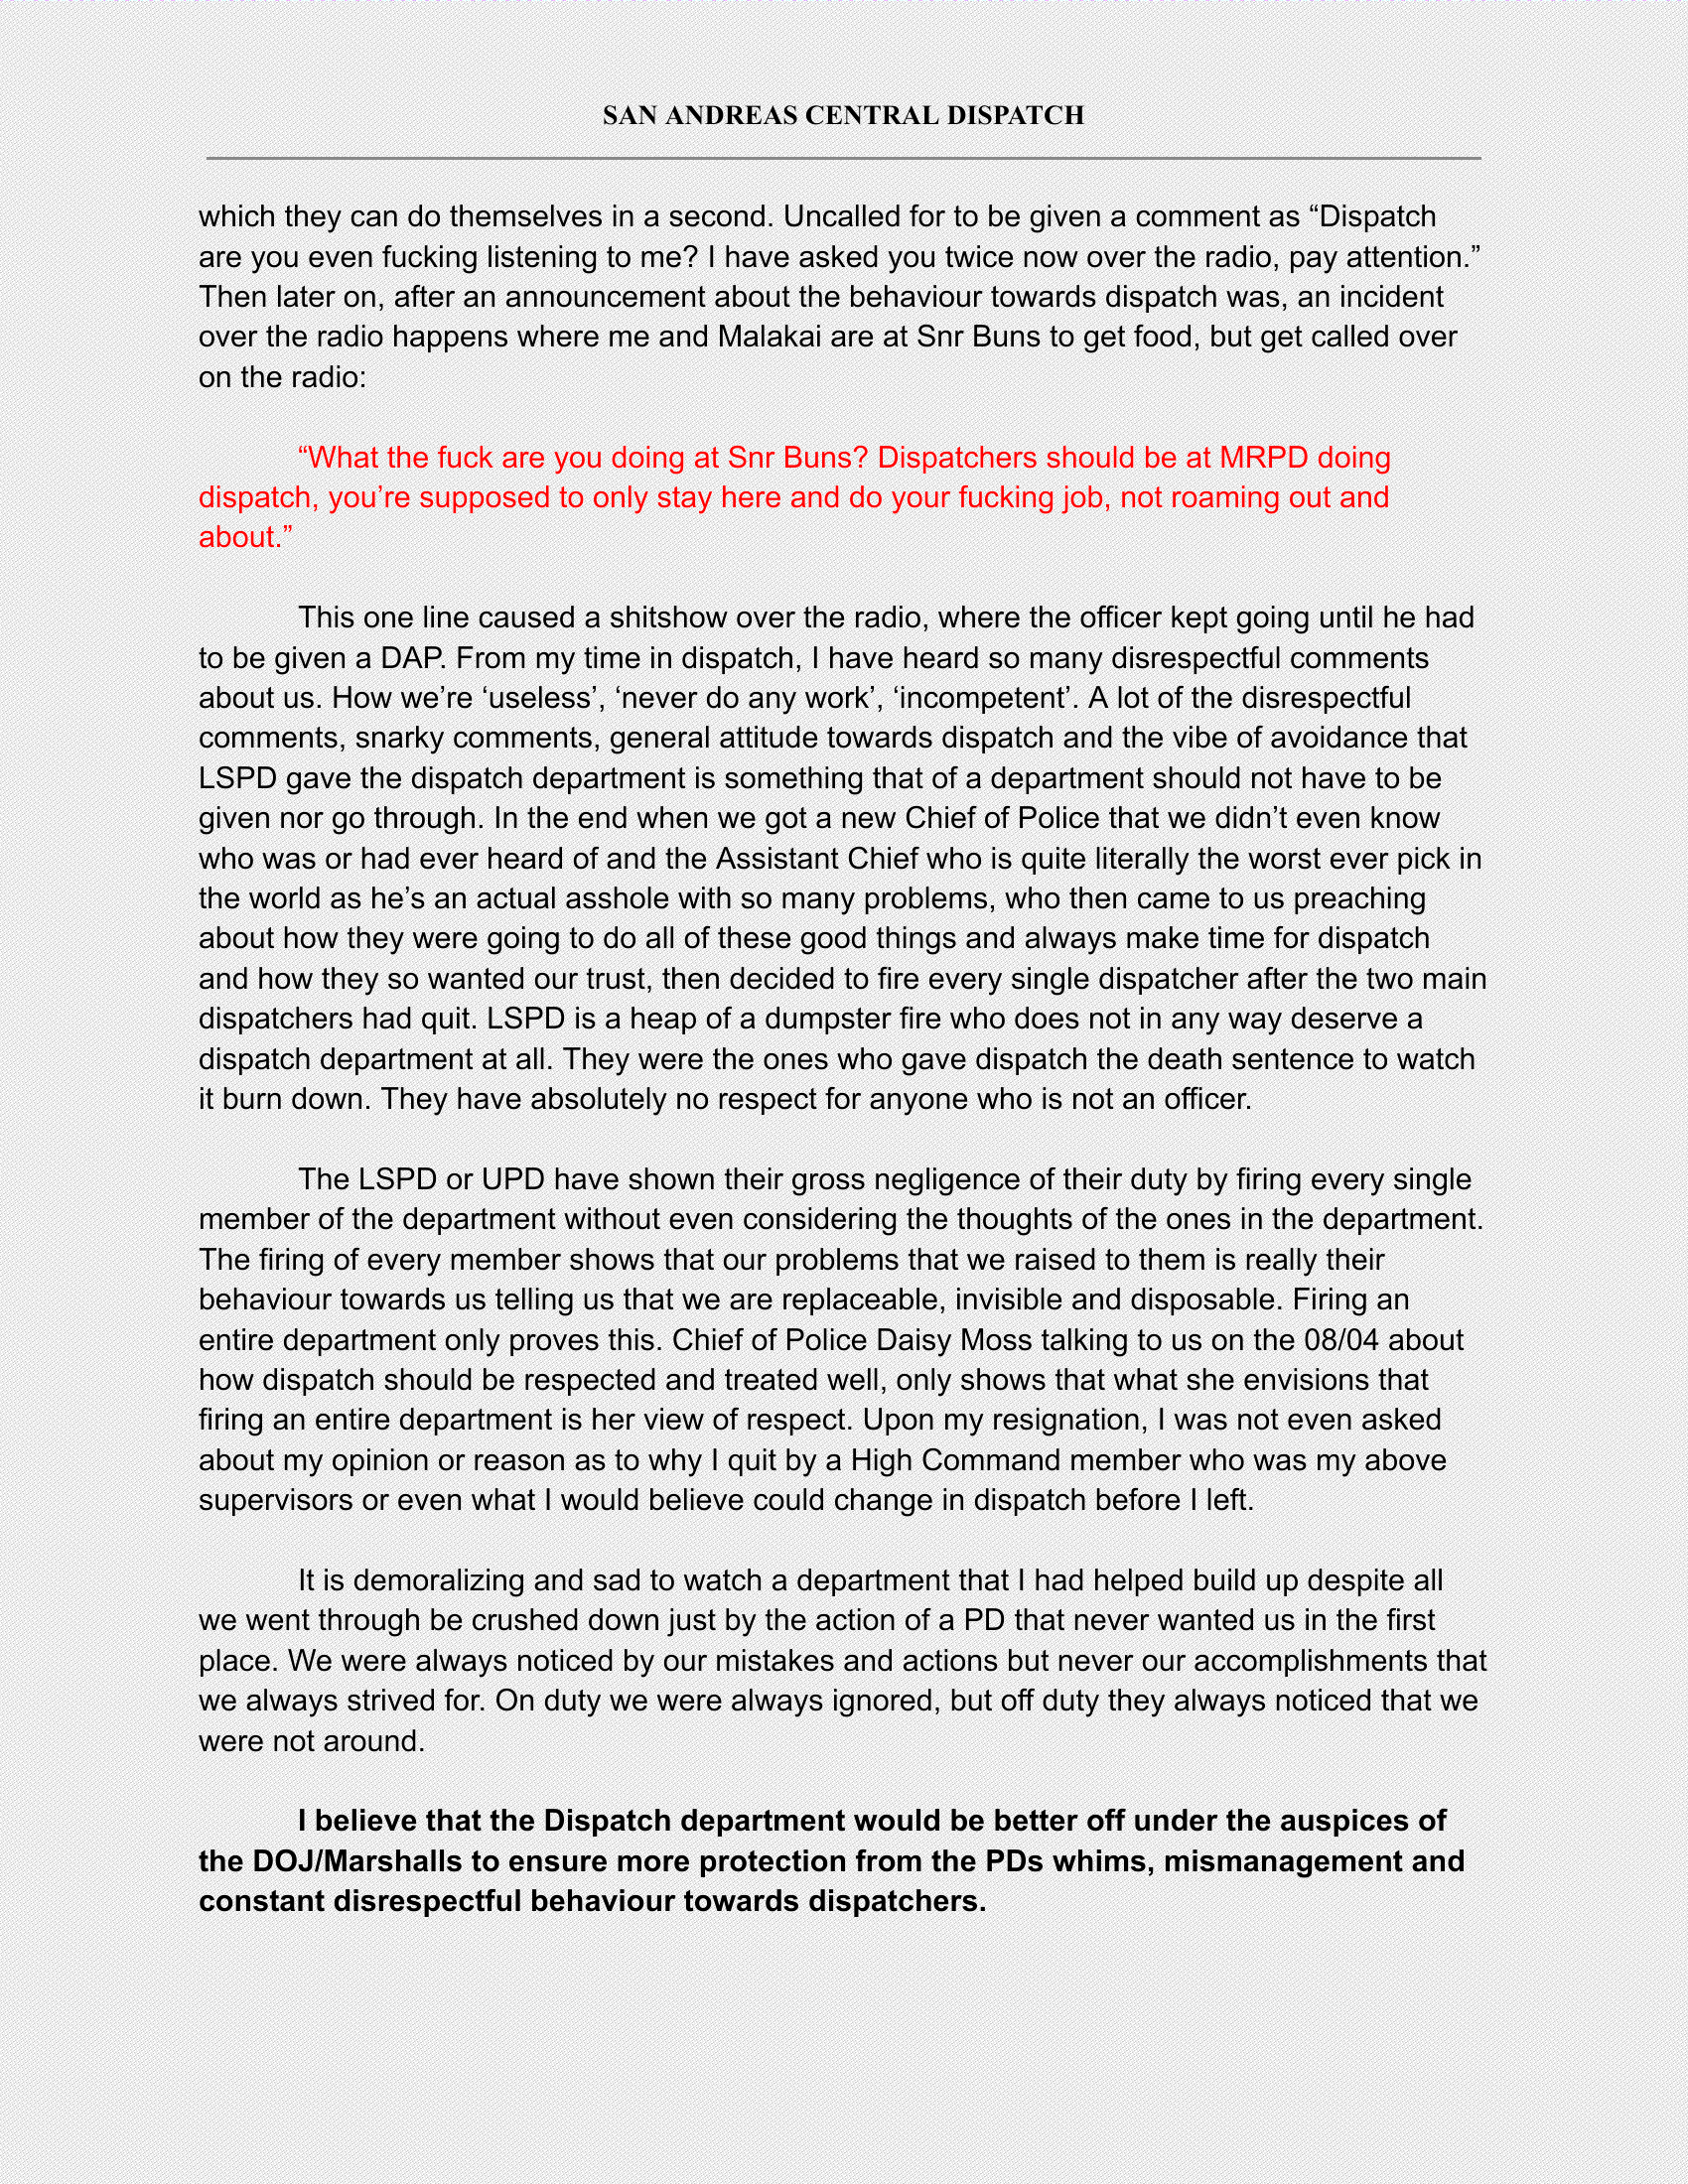 SAN ANDREAS CENTRAL DISPATCH
which they can do themselves in a second. Uncalled for to be given a comment as “Dispatch
are you even fucking listening to me? I have asked you twice now over the radio, pay attention.”
Then later on, after an announcement about the behaviour towards dispatch was, an incident
over the radio happens where me and Malakai are at Snr Buns to get food, but get called over
on the radio:
“What the fuck are you doing at Snr Buns? Dispatchers should be at MRPD doing
dispatch, you’re supposed to only stay here and do your fucking job, not roaming out and
about.”
This one line caused a shitshow over the radio, where the officer kept going until he had
to be given a DAP. From my time in dispatch, I have heard so many disrespectful comments
about us. How we’re ‘useless’, ‘never do any work’, ‘incompetent’. A lot of the disrespectful
comments, snarky comments, general attitude towards dispatch and the vibe of avoidance that
LSPD gave the dispatch department is something that of a department should not have to be
given nor go through. In the end when we got a new Chief of Police that we didn’t even know
who was or had ever heard of and the Assistant Chief who is quite literally the worst ever pick in
the world as he’s an actual asshole with so many problems, who then came to us preaching
about how they were going to do all of these good things and always make time for dispatch
and how they so wanted our trust, then decided to fire every single dispatcher after the two main
dispatchers had quit. LSPD is a heap of a dumpster fire who does not in any way deserve a
dispatch department at all. They were the ones who gave dispatch the death sentence to watch
it burn down. They have absolutely no respect for anyone who is not an officer.
The LSPD or UPD have shown their gross negligence of their duty by firing every single
member of the department without even considering the thoughts of the ones in the department.
The firing of every member shows that our problems that we raised to them is really their
behaviour towards us telling us that we are replaceable, invisible and disposable. Firing an
entire department only proves this. Chief of Police Daisy Moss talking to us on the 08/04 about
how dispatch should be respected and treated well, only shows that what she envisions that
firing an entire department is her view of respect. Upon my resignation, I was not even asked
about my opinion or reason as to why I quit by a High Command member who was my above
supervisors or even what I would believe could change in dispatch before I left.
It is demoralizing and sad to watch a department that I had helped build up despite all
we went through be crushed down just by the action of a PD that never wanted us in the first
place. We were always noticed by our mistakes and actions but never our accomplishments that
we always strived for. On duty we were always ignored, but off duty they always noticed that we
were not around.
I believe that the Dispatch department would be better off under the auspices of
the DOJ/Marshalls to ensure more protection from the PDs whims, mismanagement and
constant disrespectful behaviour towards dispatchers.